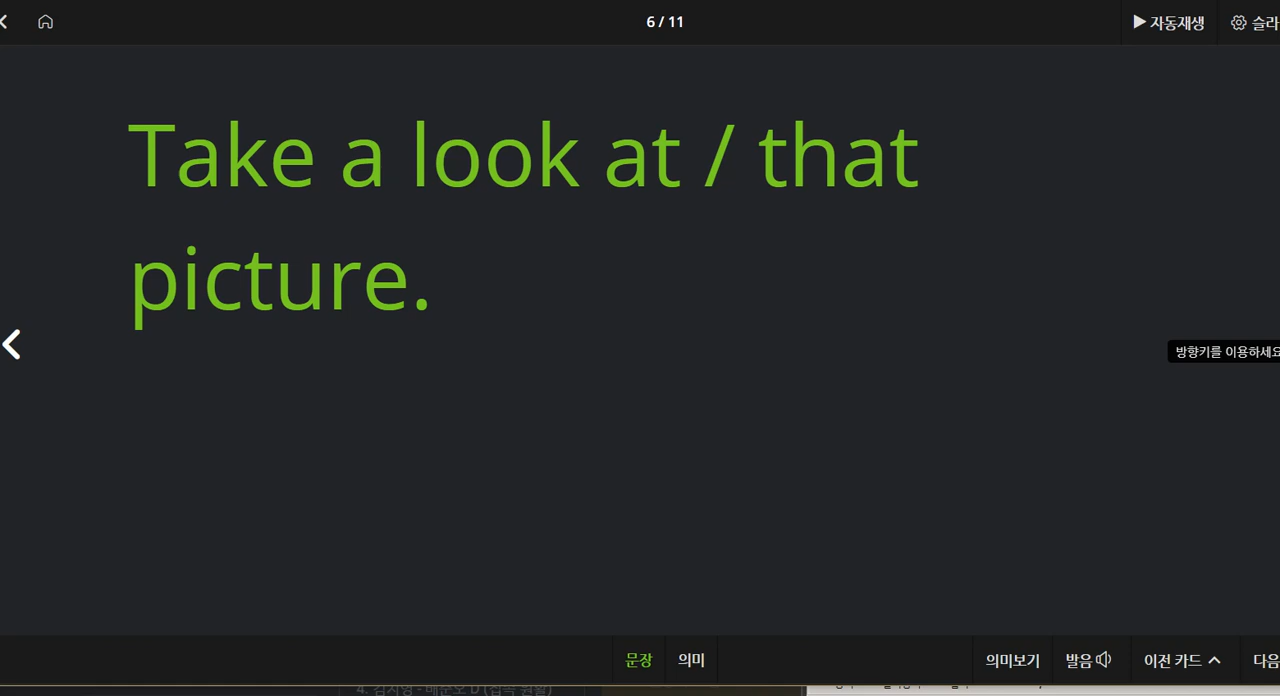 6 / 11
▶ 자동재생
슬라
Take a look at / that
picture.
방향키를 이용하세요
문장
의미
의미보기
발음
이전 카드
다음